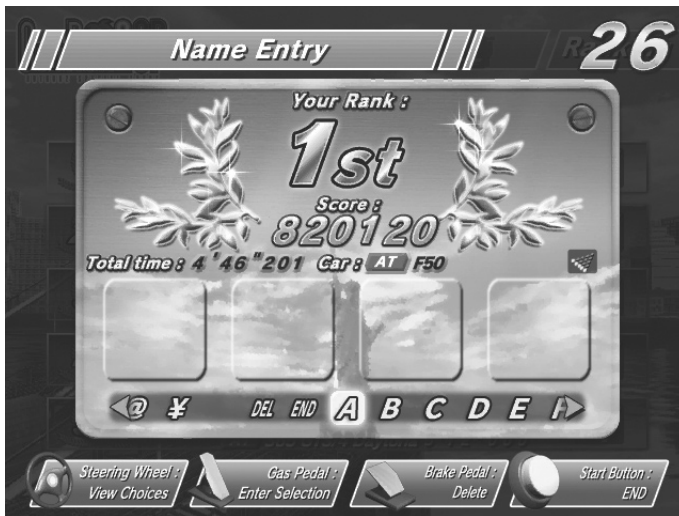 Name Entry
26
Your Rank :
1st
Score :
820120
Total time : 4'46"201 Car : AT F50
@ ¥ DEL END A B C D E
Steering Wheel :
View Choices
Gas Pedal :
Enter Selection
Brake Pedal :
Delete
Start Button :
END